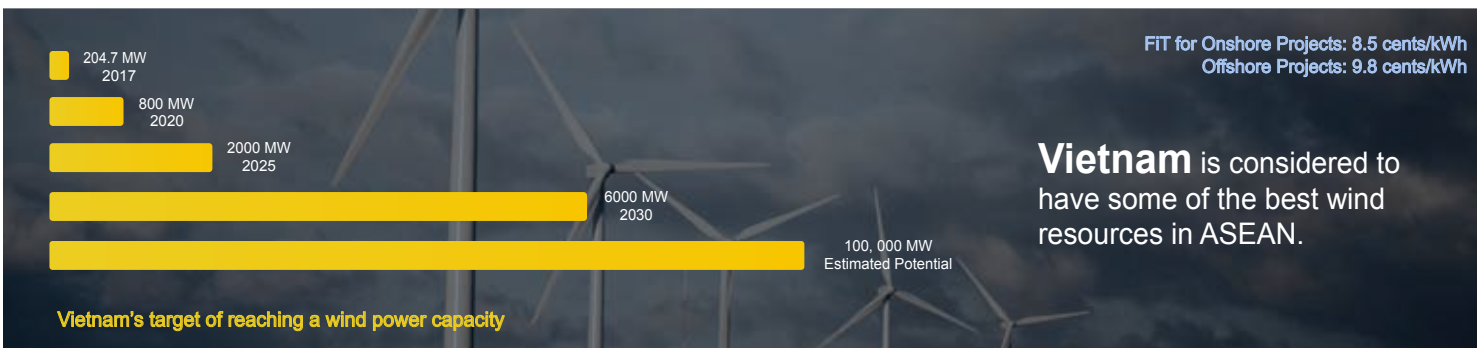 204.7 MW
2017
800 MW
2020
2000 MW
2025
6000 MW
2030
100, 000 MW
Estimated Potential
Vietnam's target of reaching a wind power capacity
FiT for Onshore Projects: 8.5 cents/kWh
Offshore Projects: 9.8 cents/kWh
Vietnam is considered to
have some of the best wind
resources in ASEAN.